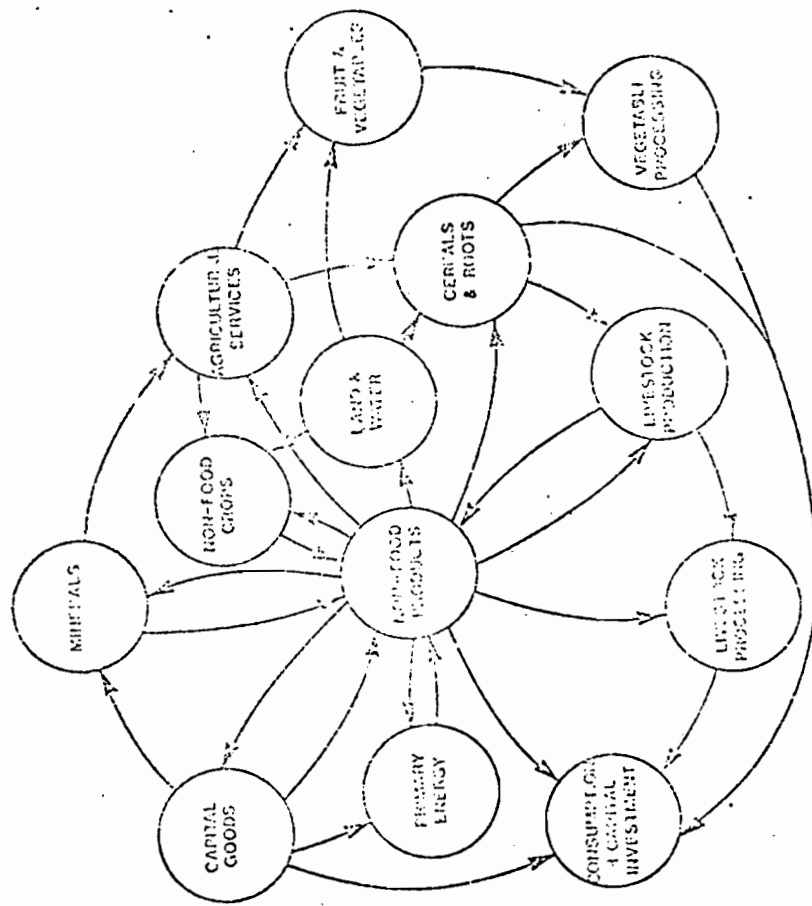 CAPITAL
GOODS
MINERALS
NON-FOOD
CROPS
AGRICULTURAL
SERVICES
FRUIT &
VEGETABLES
PRIMARY
ENERGY
NON-FOOD
PRODUCTS
LAND &
WATER
CEREALS
& ROOTS
CONSUMPTION
& CAPITAL
INVESTMENT
LIVESTOCK
PROCESSING
LIVESTOCK
PRODUCTION
VEGETABLE
PROCESSING